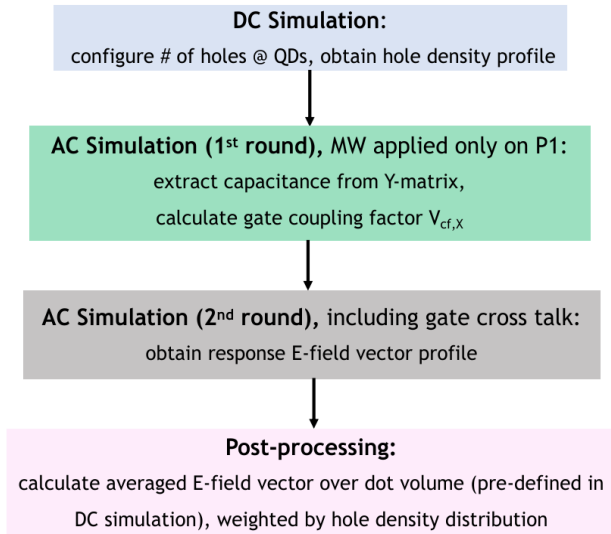 DC Simulation:
configure # of holes @ QDs, obtain hole density profile
AC Simulation (1st round), MW applied only on P1:
extract capacitance from Y-matrix,
calculate gate coupling factor Vcf,X
AC Simulation (2nd round), including gate cross talk:
obtain response E-field vector profile
Post-processing:
calculate averaged E-field vector over dot volume (pre-defined in
DC simulation), weighted by hole density distribution